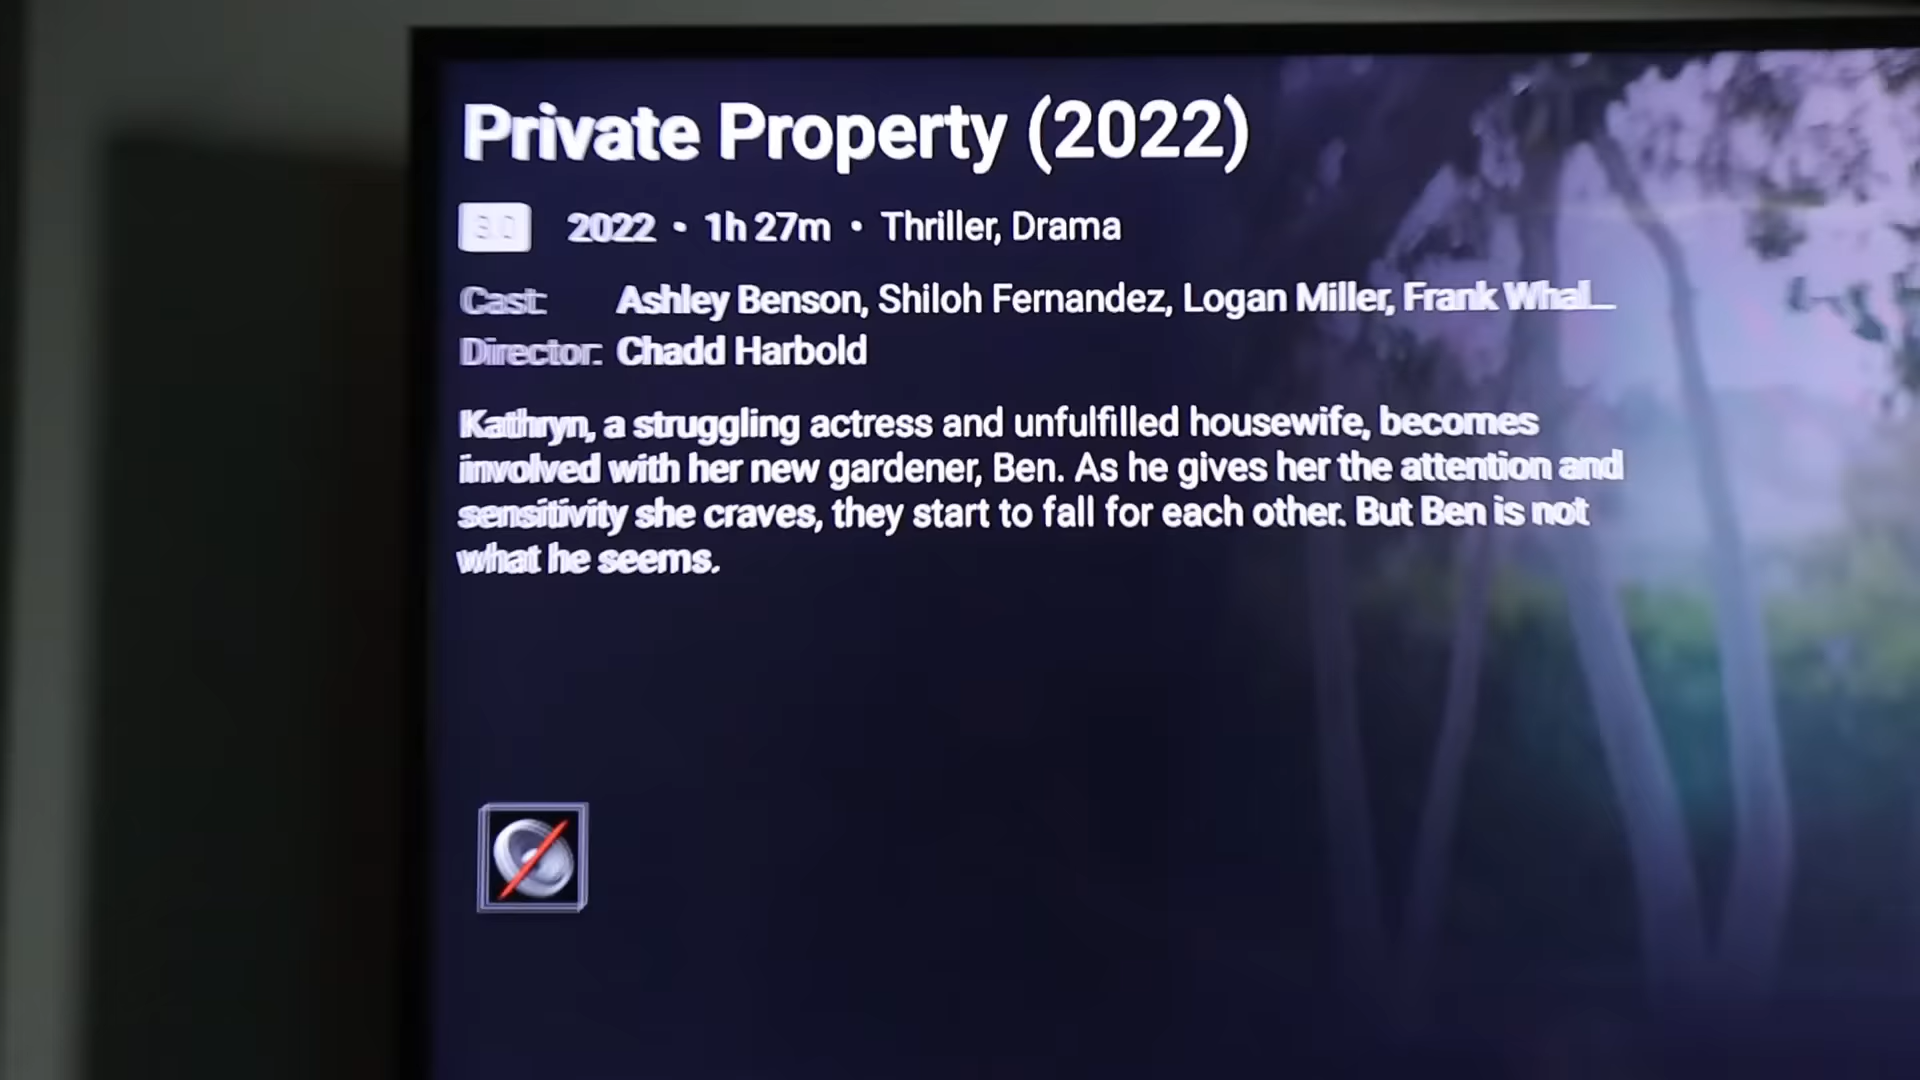 Private Property (2022)
2022 • 1h 27m • Thriller, Drama
Cast: Ashley Benson, Shiloh Fernandez, Logan Miller, Frank Whal...
Director: Chadd Harbold
Kathryn, a struggling actress and unfulfilled housewife, becomes
involved with her new gardener, Ben. As he gives her the attention and
sensitivity she craves, they start to fall for each other. But Ben is not
what he seems.